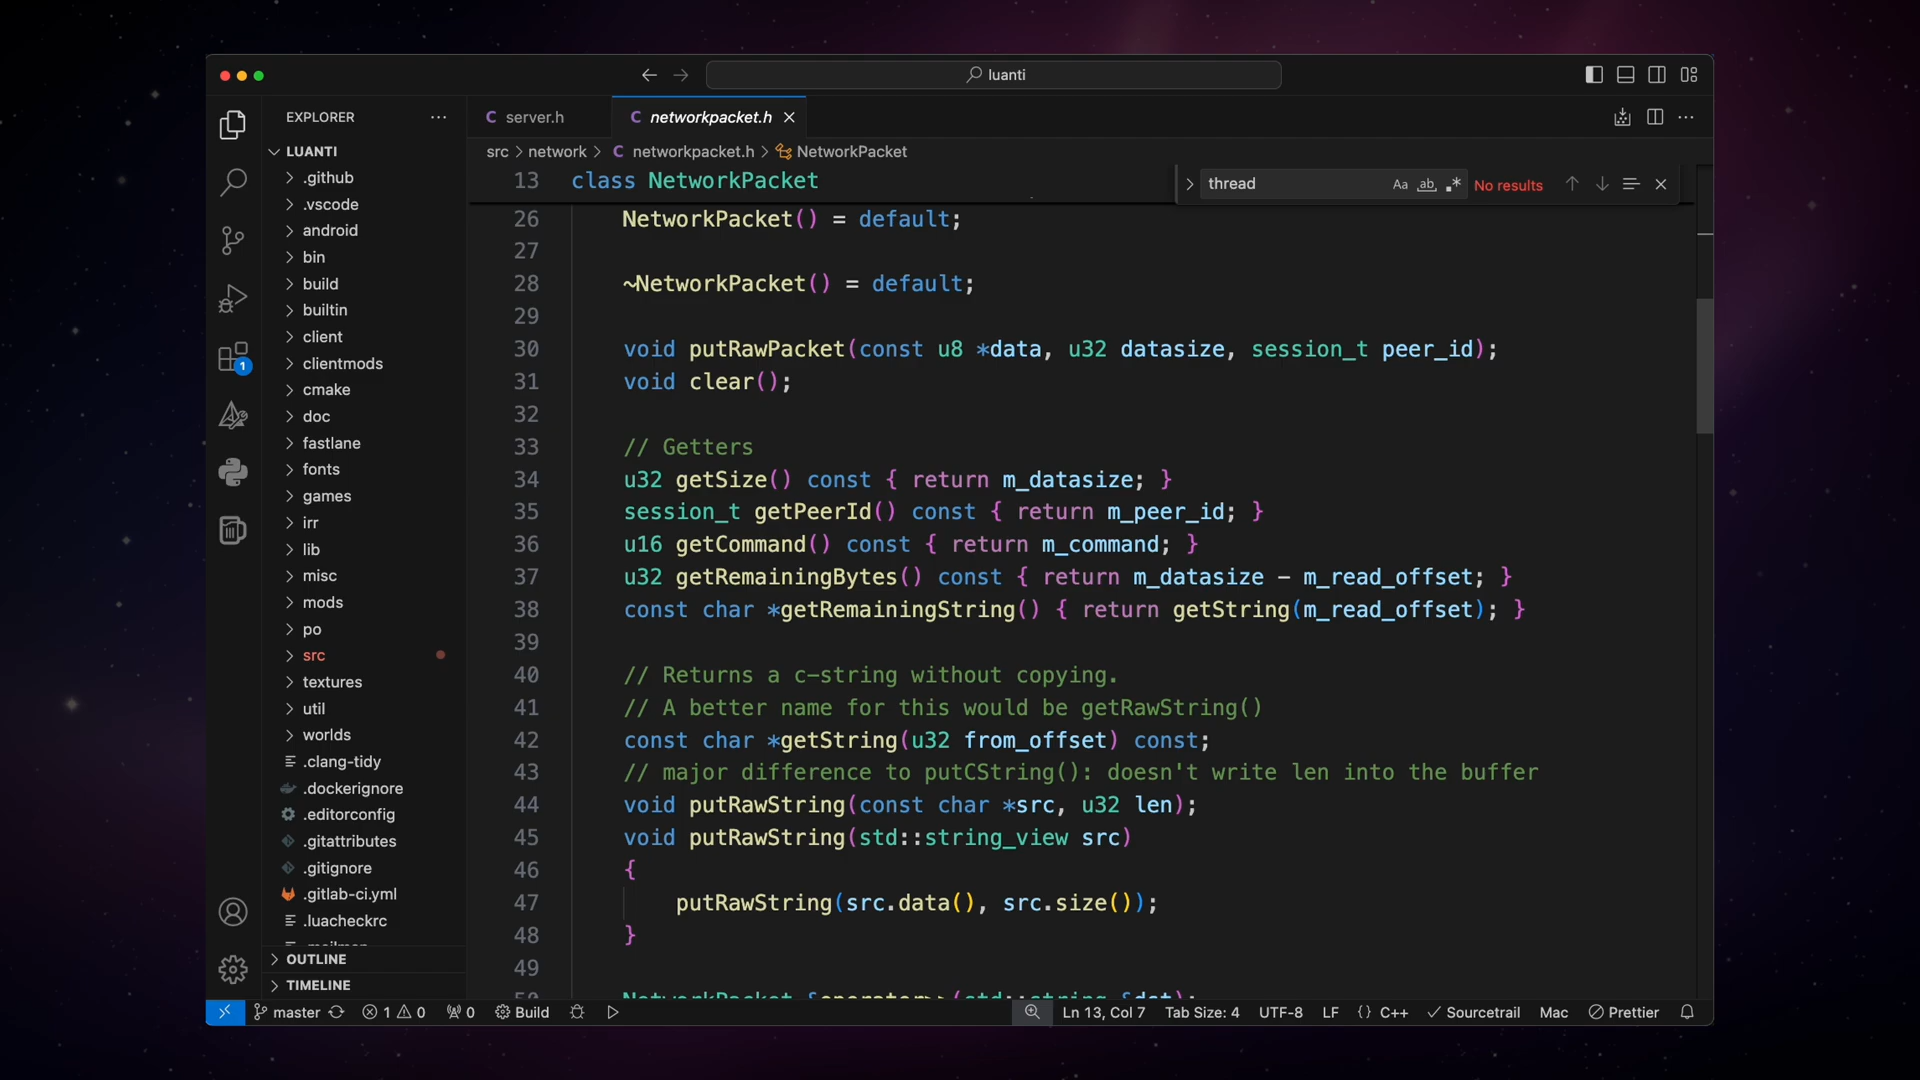 luanti
EXPLORER
server.h
networkpacket.h
LUANTI
src > network > C networkpacket.h > NetworkPacket
.github
.vscode
android
bin
build
builtin
client
clientmods
cmake
doc
fastlane
fonts
games
irr
lib
misc
mods
po
src
textures
util
worlds
.clang-tidy
.dockerignore
.editorconfig
.gitattributes
.gitignore
.gitlab-ci.yml
.luacheckrc
OUTLINE
TIMELINE
thread
Aa ab .* No results
13 class NetworkPacket
26 NetworkPacket() = default;
27
28 ~NetworkPacket() = default;
29
30 void putRawPacket(const u8 *data, u32 datasize, session_t peer_id);
31 void clear();
32
33 // Getters
34 u32 getSize() const { return m_datasize; }
35 session_t getPeerId() const { return m_peer_id; }
36 u16 getCommand() const { return m_command; }
37 u32 getRemainingBytes() const { return m_datasize - m_read_offset; }
38 const char *getRemainingString() { return getString(m_read_offset); }
39
40 // Returns a c-string without copying.
41 // A better name for this would be getRawString()
42 const char *getString(u32 from_offset) const;
43 // major difference to putCString(): doesn't write len into the buffer
44 void putRawString(const char *src, u32 len);
45 void putRawString(std::string_view src)
46 {
47 putRawString(src.data(), src.size());
48 }
49
50 NetworkPacket &operator>>(std::string &dst);
1
master 1 0 0 Build Ln 13, Col 7 Tab Size: 4 UTF-8 LF {} C++ Sourcetrail Mac Prettier